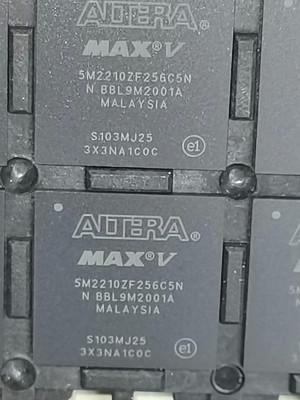 ALTERA
MAX® V
5M2210ZF256C5N
N BBL9M2001A
MALAYSIA
S103MJ25
3X3NA1C0C
e1
ALTERA
MAX® V
5M2210ZF256C5N
N BBL9M2001A
MALAYSIA
S103MJ25
3X3NA1C0C
e1